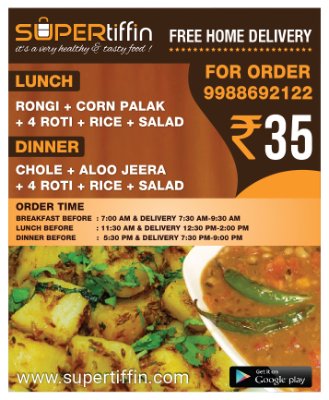 SUPERtiffin
it's a very healthy & tasty food !
FREE HOME DELIVERY
LUNCH
RONGI + CORN PALAK
+ 4 ROTI + RICE + SALAD
DINNER
CHOLE + ALOO JEERA
+ 4 ROTI + RICE + SALAD
FOR ORDER
9988692122
₹35
ORDER TIME
BREAKFAST BEFORE : 7:00 AM & DELIVERY 7:30 AM-9:30 AM
LUNCH BEFORE : 11:30 AM & DELIVERY 12:30 PM-2:00 PM
DINNER BEFORE : 5:30 PM & DELIVERY 7:30 PM-9:00 PM
www.supertiffin.com
Get it on
Google play